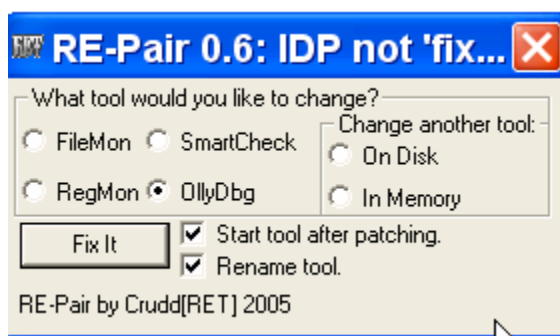 RET RE-Pair 0.6: IDP not 'fix...
What tool would you like to change?
FileMon SmartCheck
RegMon OllyDbg
Change another tool:
On Disk
In Memory
Fix It
Start tool after patching.
Rename tool.
RE-Pair by Crudd[RET] 2005